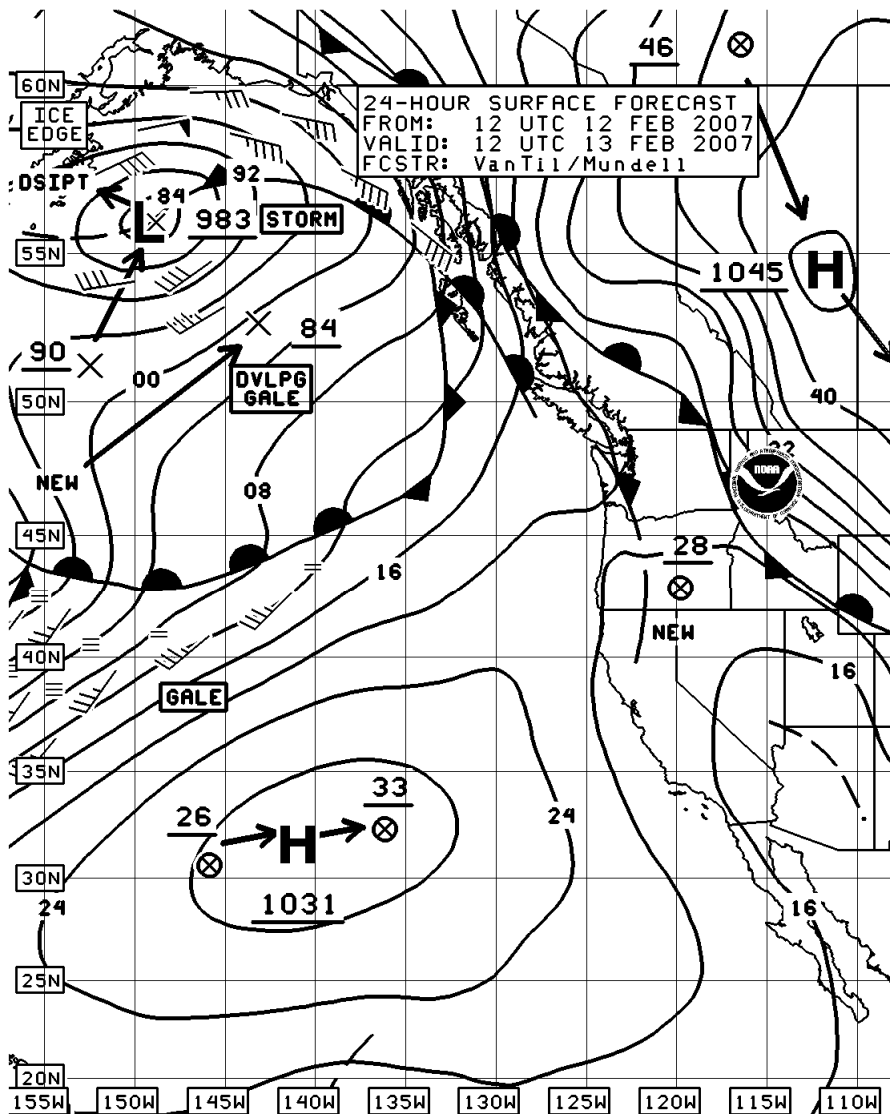 46
60N
24-HOUR SURFACE FORECAST
FROM: 12 UTC 12 FEB 2007
VALID: 12 UTC 13 FEB 2007
FCSTR: VanTil/Mundell
ICE
EDGE
DSIPT
92
84
L
983
STORM
55N
1045
H
84
90
00
DVLPG
GALE
40
50N
NEW
08
NOAA
45N
28
16
NEW
40N
16
GALE
35N
33
26
24
H
30N
1031
24
16
25N
20N
155W
150W
145W
140W
135W
130W
125W
120W
115W
110W